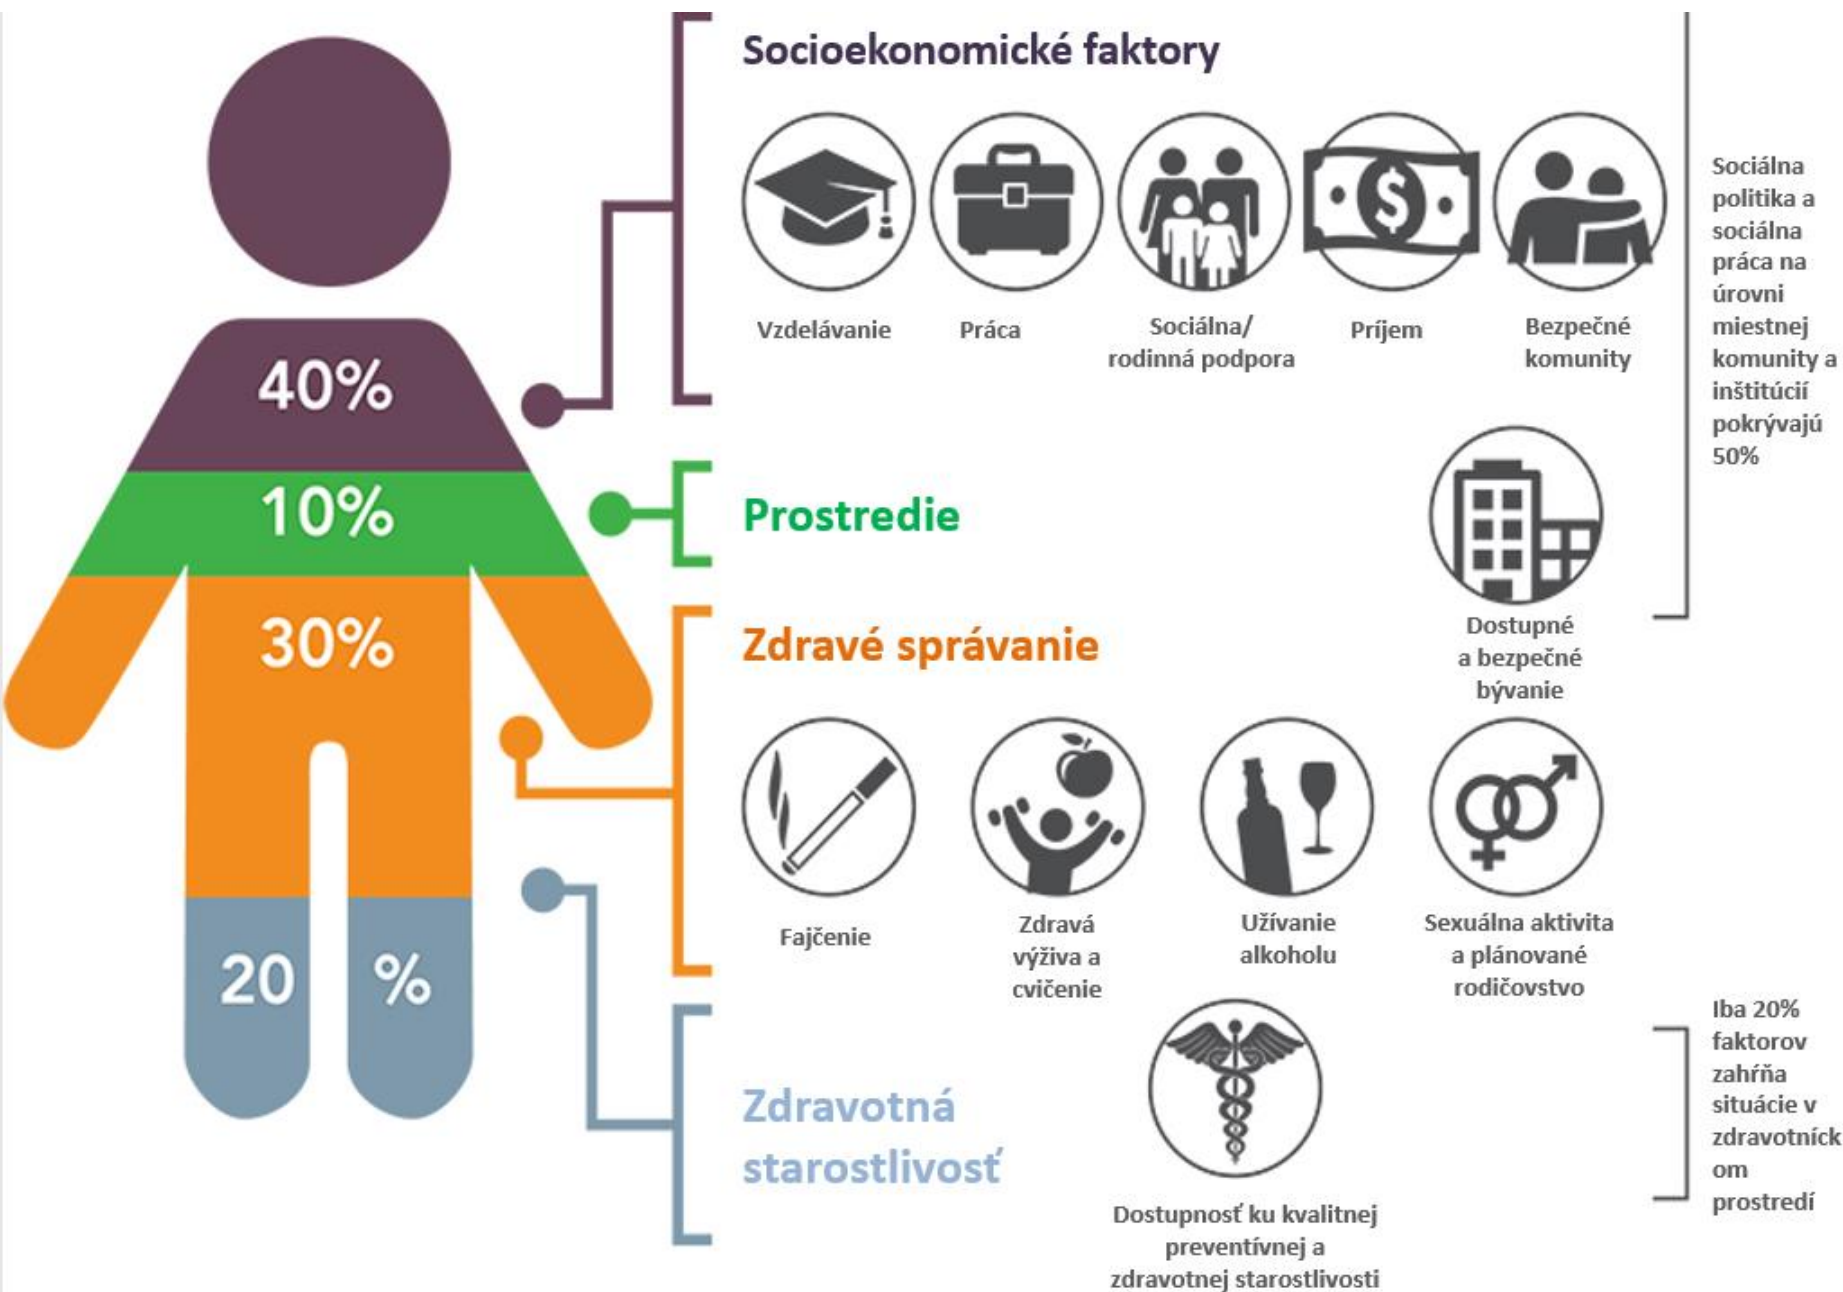 Socioekonomické faktory
Vzdelávanie
Práca
Sociálna/
rodinná podpora
Príjem
Bezpečné
komunity
Sociálna
politika a
sociálna
práca na
úrovni
miestnej
komunity a
inštitúcií
pokrývajú
50%
40%
10%
Prostredie
Dostupné
a bezpečné
bývanie
30%
Zdravé správanie
Fajčenie
Zdravá
výživa a
cvičenie
Užívanie
alkoholu
Sexuálna aktivita
a plánované
rodičovstvo
20 %
Zdravotná
starostlivosť
Dostupnosť ku kvalitnej
preventívnej a
zdravotnej starostlivosti
Iba 20%
faktorov
zahŕňa
situácie v
zdravotníck
om
prostredí